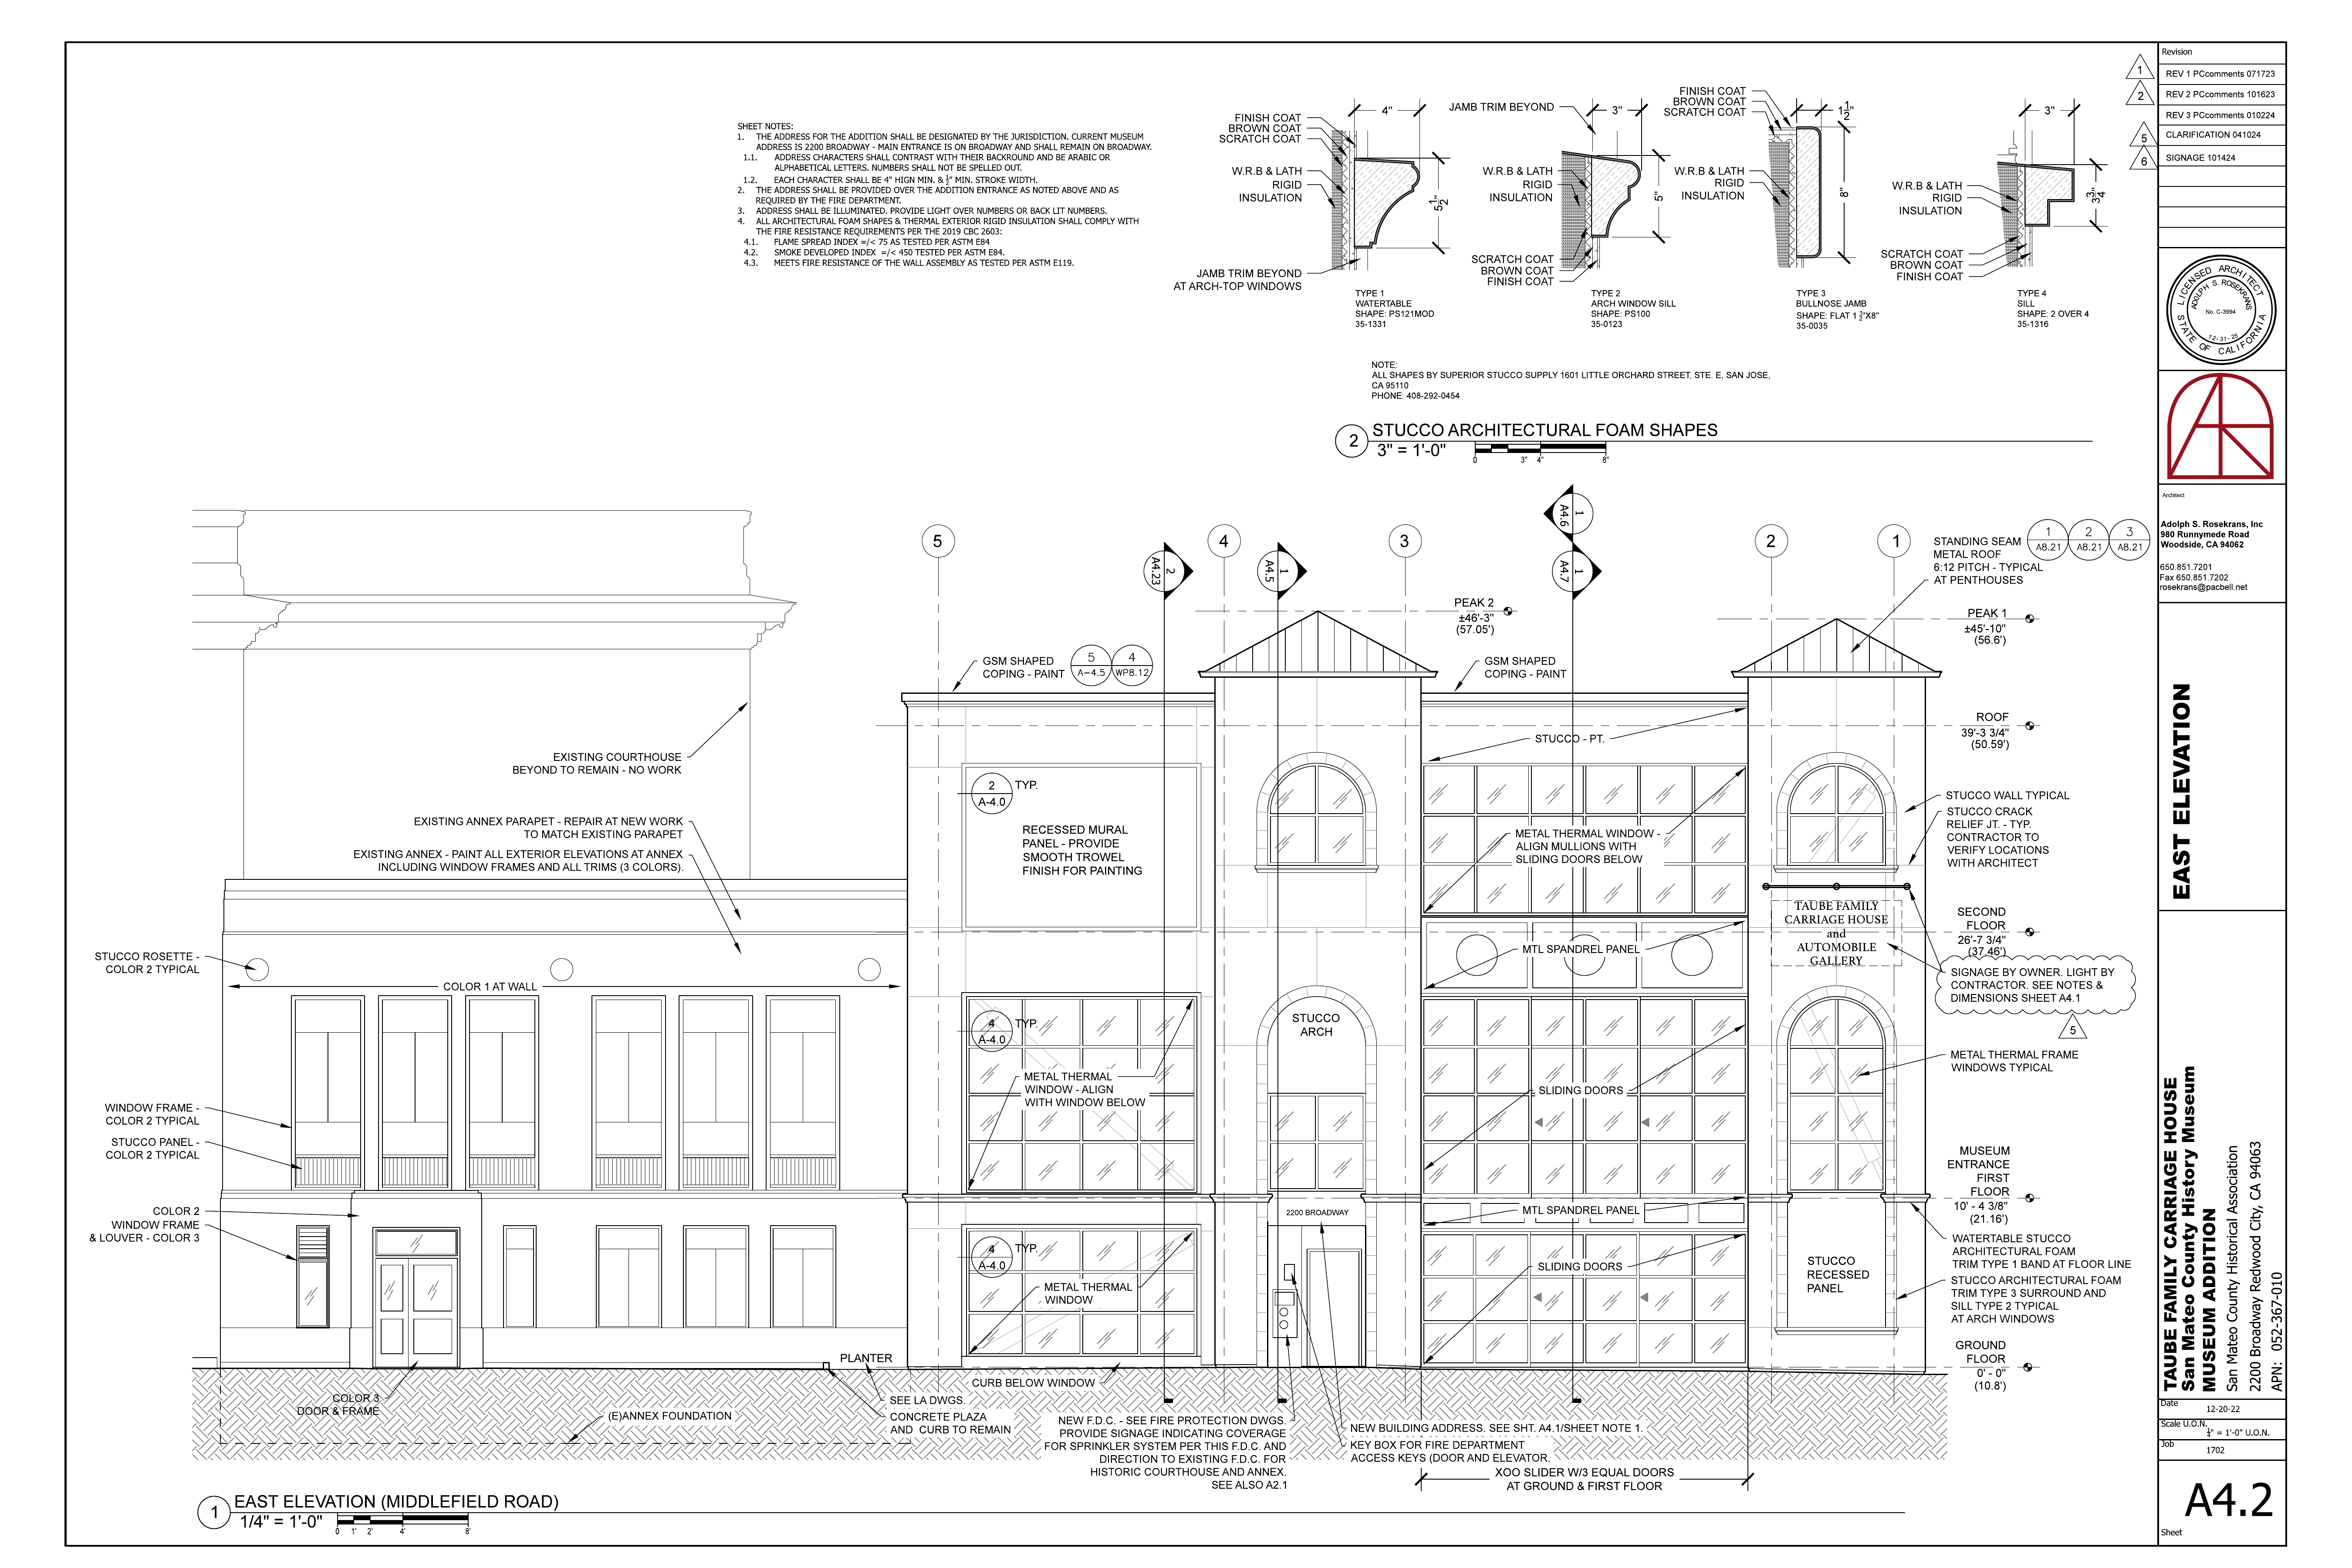 SHEET NOTES:
1. THE ADDRESS FOR THE ADDITION SHALL BE DESIGNATED BY THE JURISDICTION. CURRENT MUSEUM
ADDRESS IS 2200 BROADWAY - MAIN ENTRANCE IS ON BROADWAY AND SHALL REMAIN ON BROADWAY.
1.1. ADDRESS CHARACTERS SHALL CONTRAST WITH THEIR BACKROUND AND BE ARABIC OR
ALPHABETICAL LETTERS. NUMBERS SHALL NOT BE SPELLED OUT.
1.2. EACH CHARACTER SHALL BE 4" HIGN MIN. & 1/2" MIN. STROKE WIDTH.
2. THE ADDRESS SHALL BE PROVIDED OVER THE ADDITION ENTRANCE AS NOTED ABOVE AND AS
REQUIRED BY THE FIRE DEPARTMENT.
3. ADDRESS SHALL BE ILLUMINATED. PROVIDE LIGHT OVER NUMBERS OR BACK LIT NUMBERS.
4. ALL ARCHITECTURAL FOAM SHAPES & THERMAL EXTERIOR RIGID INSULATION SHALL COMPLY WITH
THE FIRE RESISTANCE REQUIREMENTS PER THE 2019 CBC 2603:
4.1. FLAME SPREAD INDEX =/< 75 AS TESTED PER ASTM E84
4.2. SMOKE DEVELOPED INDEX =/< 450 TESTED PER ASTM E84.
4.3. MEETS FIRE RESISTANCE OF THE WALL ASSEMBLY AS TESTED PER ASTM E119.
FINISH COAT
BROWN COAT
SCRATCH COAT
W.R.B & LATH
RIGID
INSULATION
JAMB TRIM BEYOND
AT ARCH-TOP WINDOWS
4"
5 1/2"
TYPE 1
WATERTABLE
SHAPE: PS121MOD
35-1331
JAMB TRIM BEYOND
W.R.B & LATH
RIGID
INSULATION
SCRATCH COAT
BROWN COAT
FINISH COAT
3"
5"
TYPE 2
ARCH WINDOW SILL
SHAPE: PS100
35-0123
FINISH COAT
BROWN COAT
SCRATCH COAT
W.R.B & LATH
RIGID
INSULATION
1 1/2"
8"
TYPE 3
BULLNOSE JAMB
SHAPE: FLAT 1 1/2"X8"
35-0035
W.R.B & LATH
RIGID
INSULATION
SCRATCH COAT
BROWN COAT
FINISH COAT
3"
3 3/4"
TYPE 4
SILL
SHAPE: 2 OVER 4
35-1316
NOTE:
ALL SHAPES BY SUPERIOR STUCCO SUPPLY 1601 LITTLE ORCHARD STREET, STE. E, SAN JOSE,
CA 95110
PHONE: 408-292-0454
2 STUCCO ARCHITECTURAL FOAM SHAPES
3" = 1'-0"
0 3" 4" 8"
5
4
3
2
1
2 A4.23
1 A4.5
1 A4.6
1 A4.7
STANDING SEAM
METAL ROOF
6:12 PITCH - TYPICAL
AT PENTHOUSES
1 A8.21
2 A8.21
3 A8.21
PEAK 2
±46'-3"
(57.05')
PEAK 1
±45'-10"
(56.6')
GSM SHAPED
COPING - PAINT
5 A-4.5
4 WP8.12
GSM SHAPED
COPING - PAINT
ROOF
39'-3 3/4"
(50.59')
STUCCO - PT.
EXISTING COURTHOUSE
BEYOND TO REMAIN - NO WORK
2 A-4.0 TYP.
RECESSED MURAL
PANEL - PROVIDE
SMOOTH TROWEL
FINISH FOR PAINTING
EXISTING ANNEX PARAPET - REPAIR AT NEW WORK
TO MATCH EXISTING PARAPET
EXISTING ANNEX - PAINT ALL EXTERIOR ELEVATIONS AT ANNEX
INCLUDING WINDOW FRAMES AND ALL TRIMS (3 COLORS).
METAL THERMAL WINDOW -
ALIGN MULLIONS WITH
SLIDING DOORS BELOW
STUCCO WALL TYPICAL
STUCCO CRACK
RELIEF JT. - TYP.
CONTRACTOR TO
VERIFY LOCATIONS
WITH ARCHITECT
TAUBE FAMILY
CARRIAGE HOUSE
and
AUTOMOBILE
GALLERY
SECOND
FLOOR
26'-7 3/4"
(37.46')
MTL SPANDREL PANEL
SIGNAGE BY OWNER. LIGHT BY
CONTRACTOR. SEE NOTES &
DIMENSIONS SHEET A4.1
5
STUCCO ROSETTE -
COLOR 2 TYPICAL
COLOR 1 AT WALL
4 A-4.0 TYP.
STUCCO
ARCH
METAL THERMAL
WINDOW - ALIGN
WITH WINDOW BELOW
SLIDING DOORS
METAL THERMAL FRAME
WINDOWS TYPICAL
WINDOW FRAME -
COLOR 2 TYPICAL
STUCCO PANEL -
COLOR 2 TYPICAL
MUSEUM
ENTRANCE
FIRST
FLOOR
10' - 4 3/8"
(21.16')
COLOR 2
WINDOW FRAME
& LOUVER - COLOR 3
2200 BROADWAY
MTL SPANDREL PANEL
4 A-4.0 TYP.
METAL THERMAL
WINDOW
SLIDING DOORS
STUCCO
RECESSED
PANEL
WATERTABLE STUCCO
ARCHITECTURAL FOAM
TRIM TYPE 1 BAND AT FLOOR LINE
STUCCO ARCHITECTURAL FOAM
TRIM TYPE 3 SURROUND AND
SILL TYPE 2 TYPICAL
AT ARCH WINDOWS
GROUND
FLOOR
0' - 0"
(10.8')
PLANTER
CURB BELOW WINDOW
SEE LA DWGS.
CONCRETE PLAZA
AND CURB TO REMAIN
COLOR 3
DOOR & FRAME
(E)ANNEX FOUNDATION
NEW F.D.C. - SEE FIRE PROTECTION DWGS.
PROVIDE SIGNAGE INDICATING COVERAGE
FOR SPRINKLER SYSTEM PER THIS F.D.C. AND
DIRECTION TO EXISTING F.D.C. FOR
HISTORIC COURTHOUSE AND ANNEX.
SEE ALSO A2.1
NEW BUILDING ADDRESS. SEE SHT. A4.1/SHEET NOTE 1.
KEY BOX FOR FIRE DEPARTMENT
ACCESS KEYS (DOOR AND ELEVATOR.
XOO SLIDER W/3 EQUAL DOORS
AT GROUND & FIRST FLOOR
1 EAST ELEVATION (MIDDLEFIELD ROAD)
1/4" = 1'-0"
0 1' 2' 4' 8'
Revision
1 REV 1 PCcomments 071723
2 REV 2 PCcomments 101623
REV 3 PCcomments 010224
5 CLARIFICATION 041024
6 SIGNAGE 101424
LICENSED ARCHITECT
ADOLPH S. ROSEKRANS
No. C-3994
12-31-25
STATE OF CALIFORNIA
Architect
Adolph S. Rosekrans, Inc
980 Runnymede Road
Woodside, CA 94062
650.851.7201
Fax 650.851.7202
rosekrans@pacbell.net
EAST ELEVATION
TAUBE FAMILY CARRIAGE HOUSE
San Mateo County History Museum
MUSEUM ADDITION
San Mateo County Historical Association
2200 Broadway Redwood City, CA 94063
APN: 052-367-010
Date
12-20-22
Scale U.O.N.
1/4" = 1'-0" U.O.N.
Job
1702
A4.2
Sheet